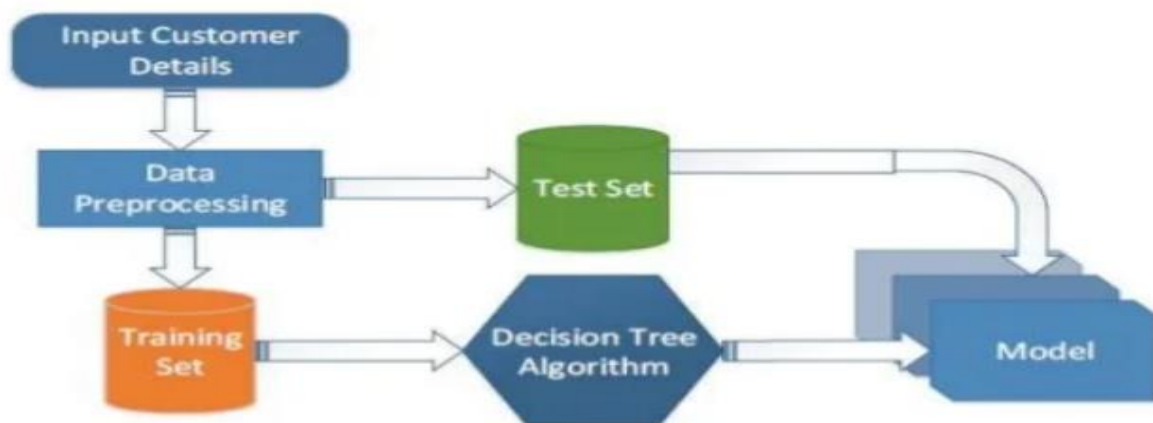 Input Customer
Details
Data
Preprocessing
Test Set
Training
Set
Decision Tree
Algorithm
Model